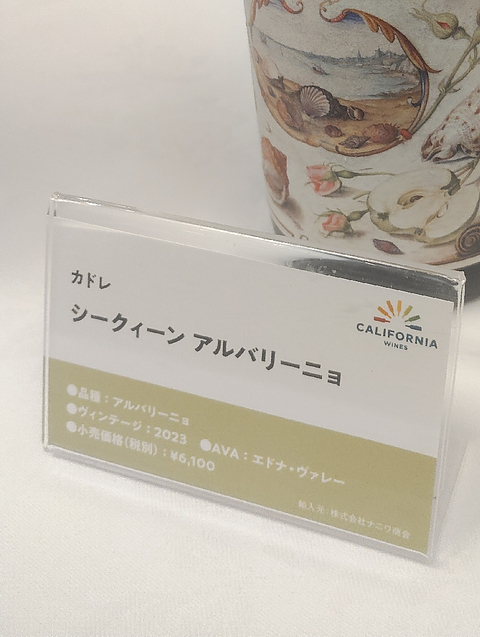 カドレ
シークィーン アルバリーニョ
CALIFORNIA
WINES
●品種：アルバリーニョ
●ヴィンテージ：2023 ●AVA：エドナ・ヴァレー
●小売価格（税別）：¥6,100
輸入元：株式会社ナニワ商会